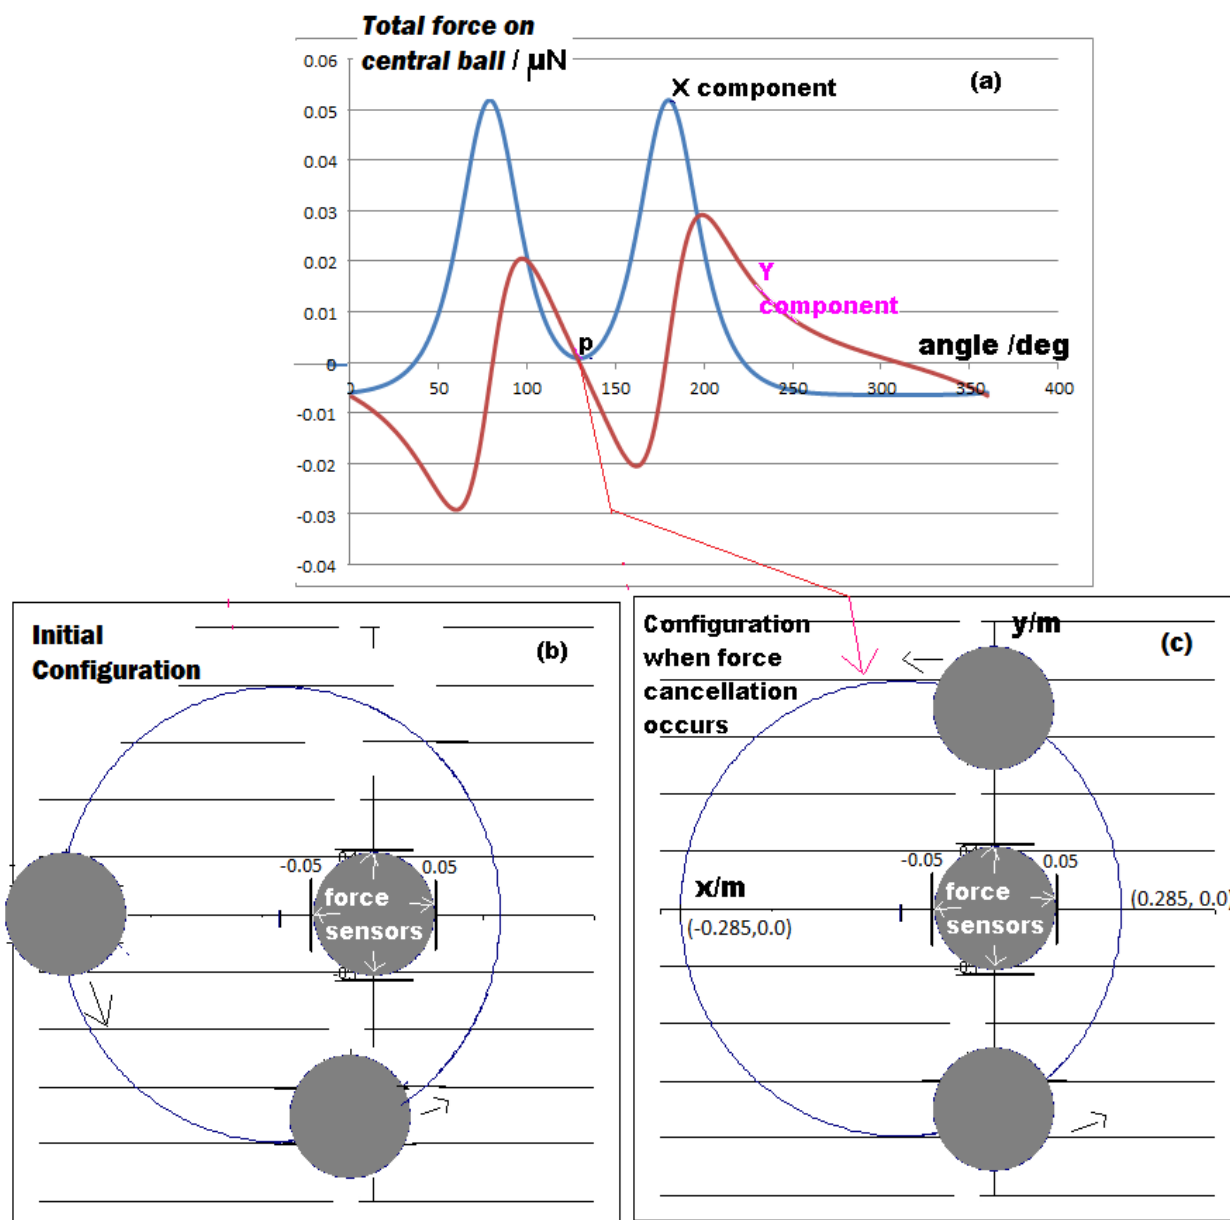 Total force on
central ball / µN
0.06
(a)
X component
0.05
0.04
0.03
0.02
Y
component
0.01
p
angle /deg
0
0 50 100 150 200 250 300 350 400
-0.01
-0.02
-0.03
-0.04
Initial
Configuration
(b)
-0.05
0.05
force
sensors
Configuration
when force
cancellation
occurs
y/m
(c)
-0.05
0.05
x/m
force
sensors
(-0.285,0.0)
(0.285, 0.0)